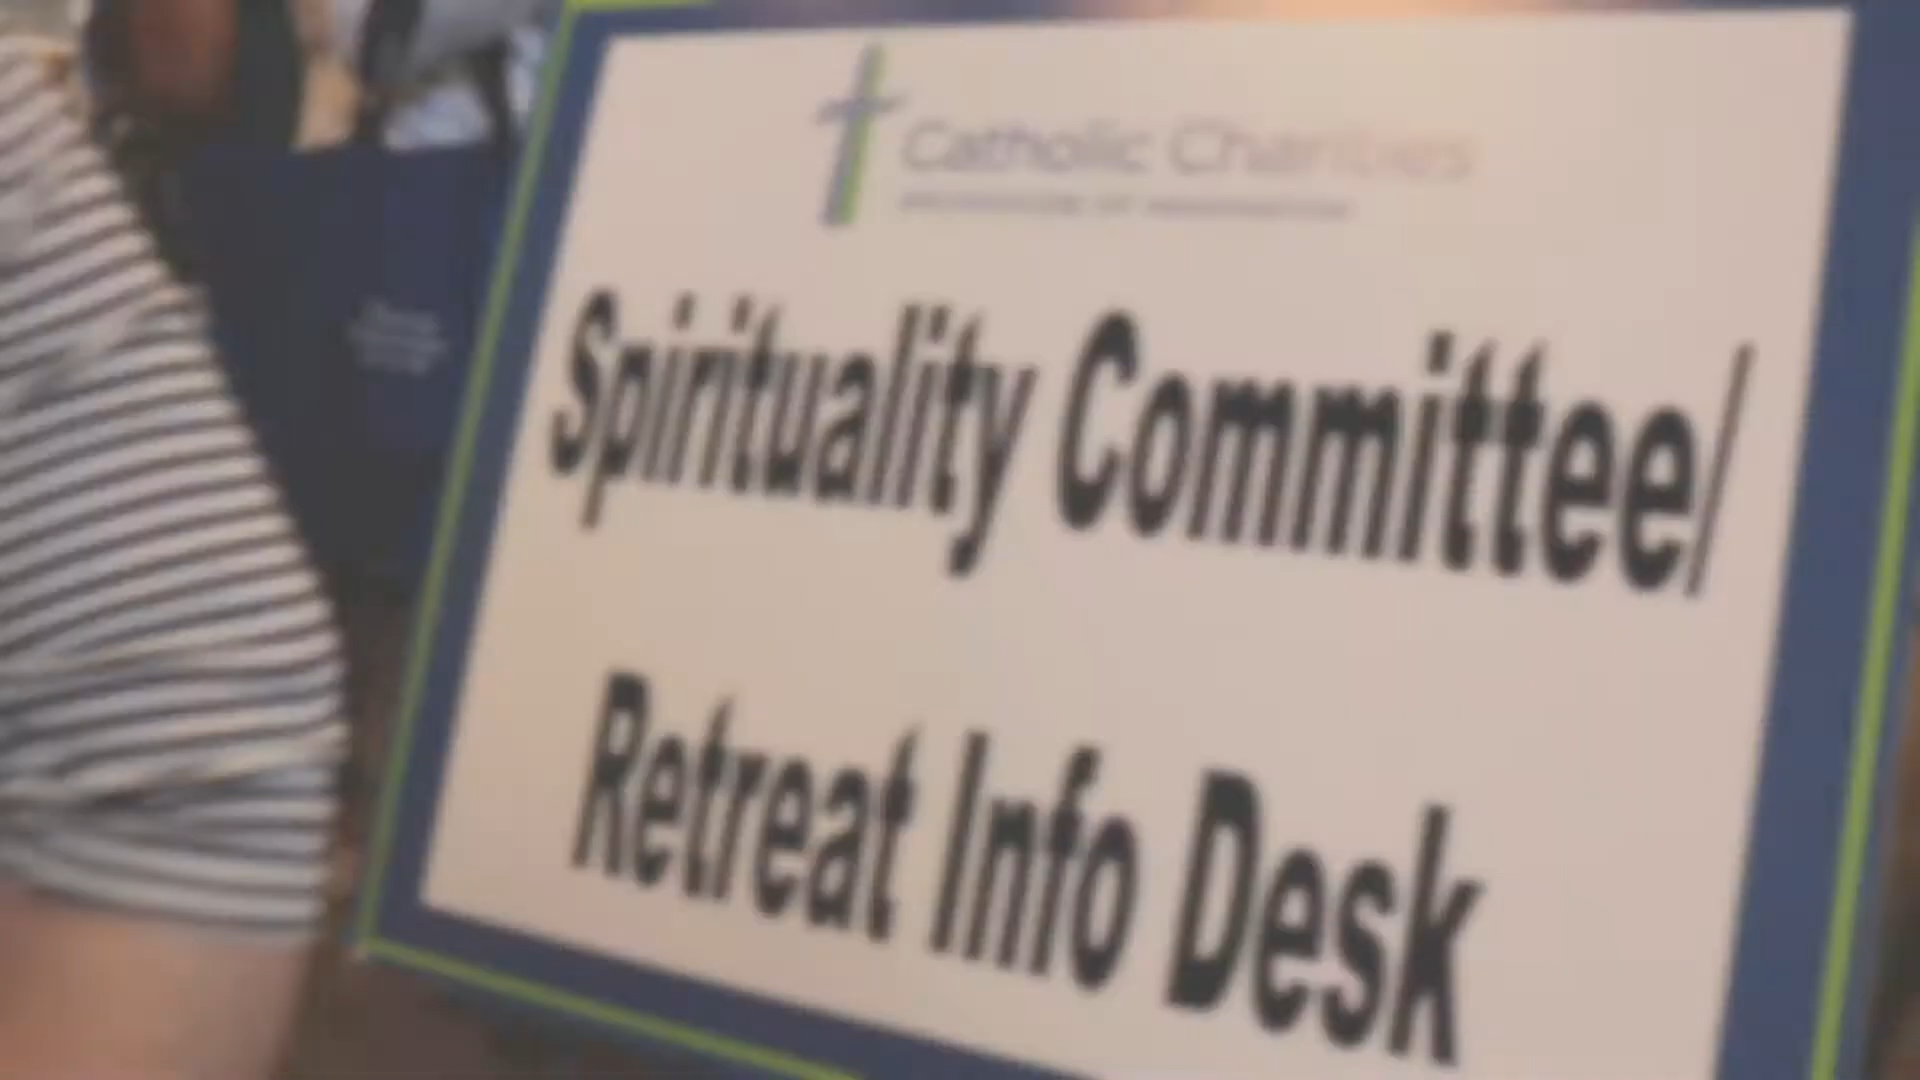 Catholic Charities
Spirituality Committee/
Retreat Info Desk